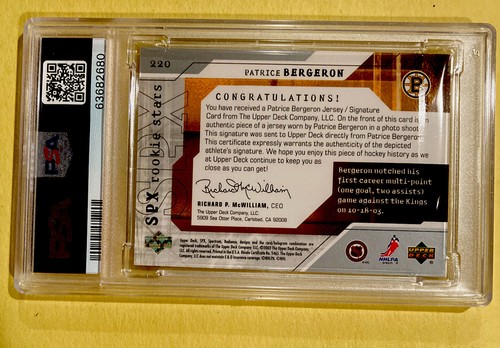 63682680
PSA
220
PATRICE BERGERON
SPX rookie stars
CONGRATULATIONS!
You have received a Patrice Bergeron Jersey / Signature
Card from The Upper Deck Company, LLC. On the front of this card is an
authentic piece of a jersey worn by Patrice Bergeron in a photo shoot.
This signature was sent to Upper Deck directly from Patrice Bergeron.
This certificate expressly warrants the authenticity of the depicted
athlete's signature. We hope you enjoy this piece of hockey history as we
at Upper Deck continue to keep you as
close as you can get!
Richard McWilliam
RICHARD P. McWILLIAM, CEO
The Upper Deck Company, LLC.
5909 Sea Otter Place, Carlsbad, CA 92008
Bergeron notched his
first career multi-point
(one goal, two assists)
game against the Kings
on 10-18-03.
NHL
NHLPA
UPPER DECK